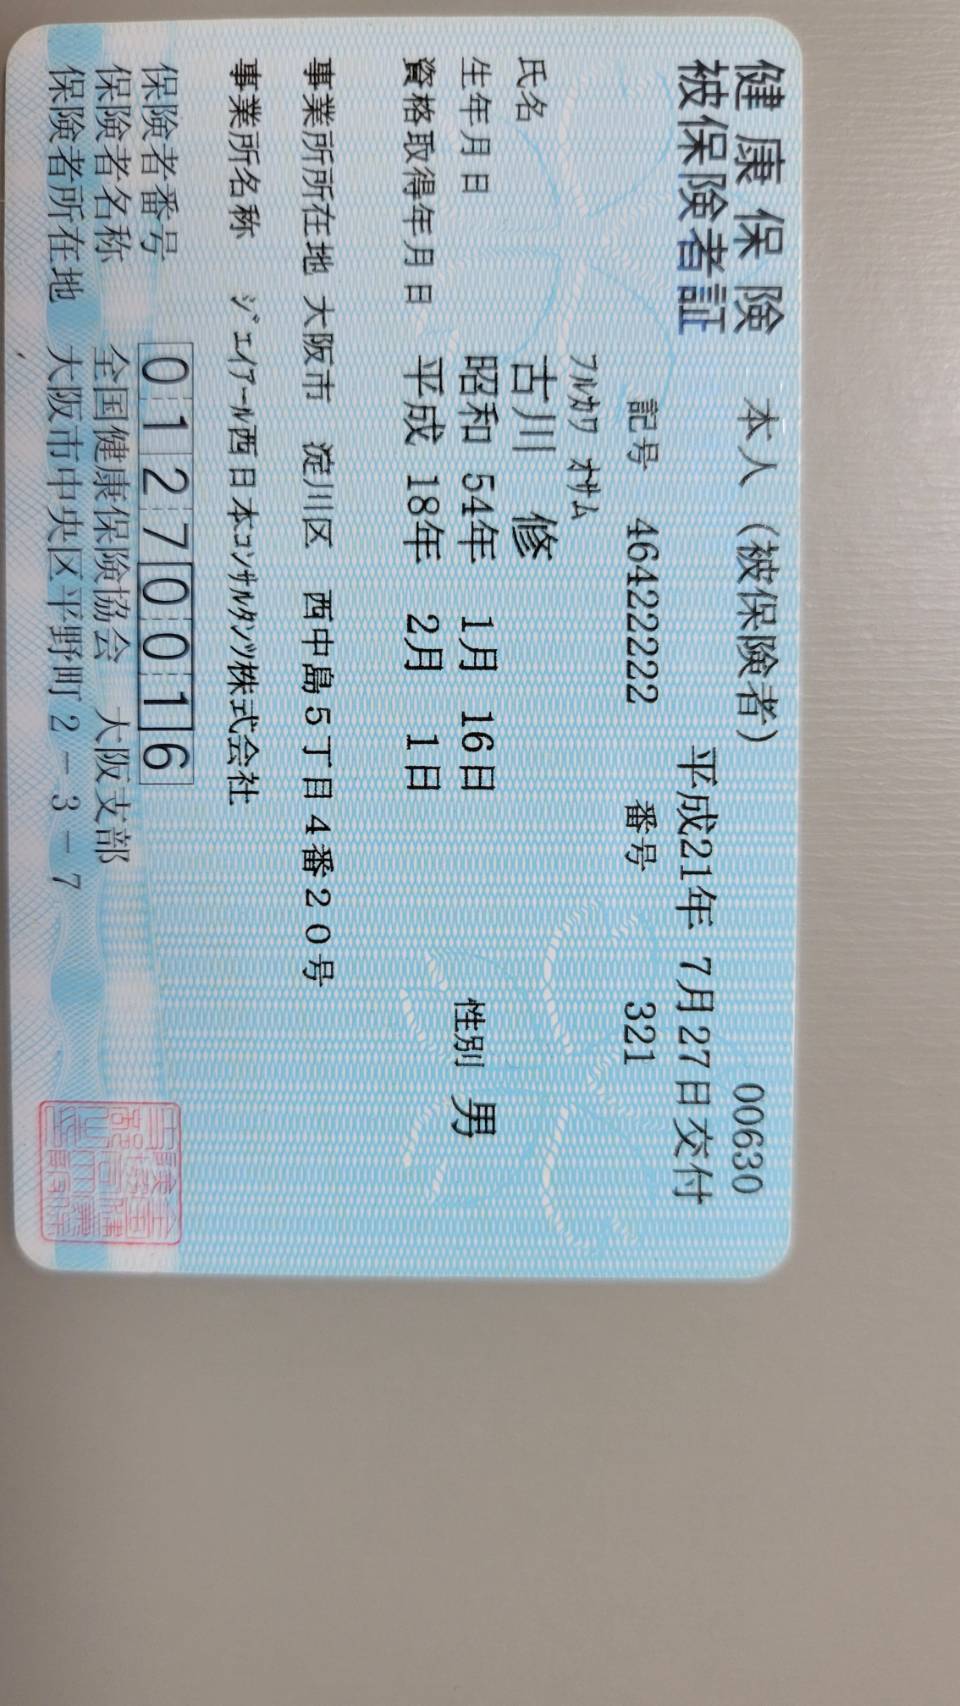 健康保険 本人（被保険者） 00630
被保険者証 平成21年 7月27日交付
記号 46422222 番号 321
ﾌﾙｶﾜ ｵｻﾑ
氏名 古川 修
生年月日 昭和 54年 1月 16日 性別 男
資格取得年月日 平成 18年 2月 1日
事業所所在地 大阪市 淀川区 西中島５丁目４番２０号
事業所名称 ｼﾞｪｲｱｰﾙ西日本ｺﾝｻﾙﾀﾝﾂ株式会社
保険者番号 01270016
保険者名称 全国健康保険協会 大阪支部
保険者所在地 大阪市中央区平野町２－３－７